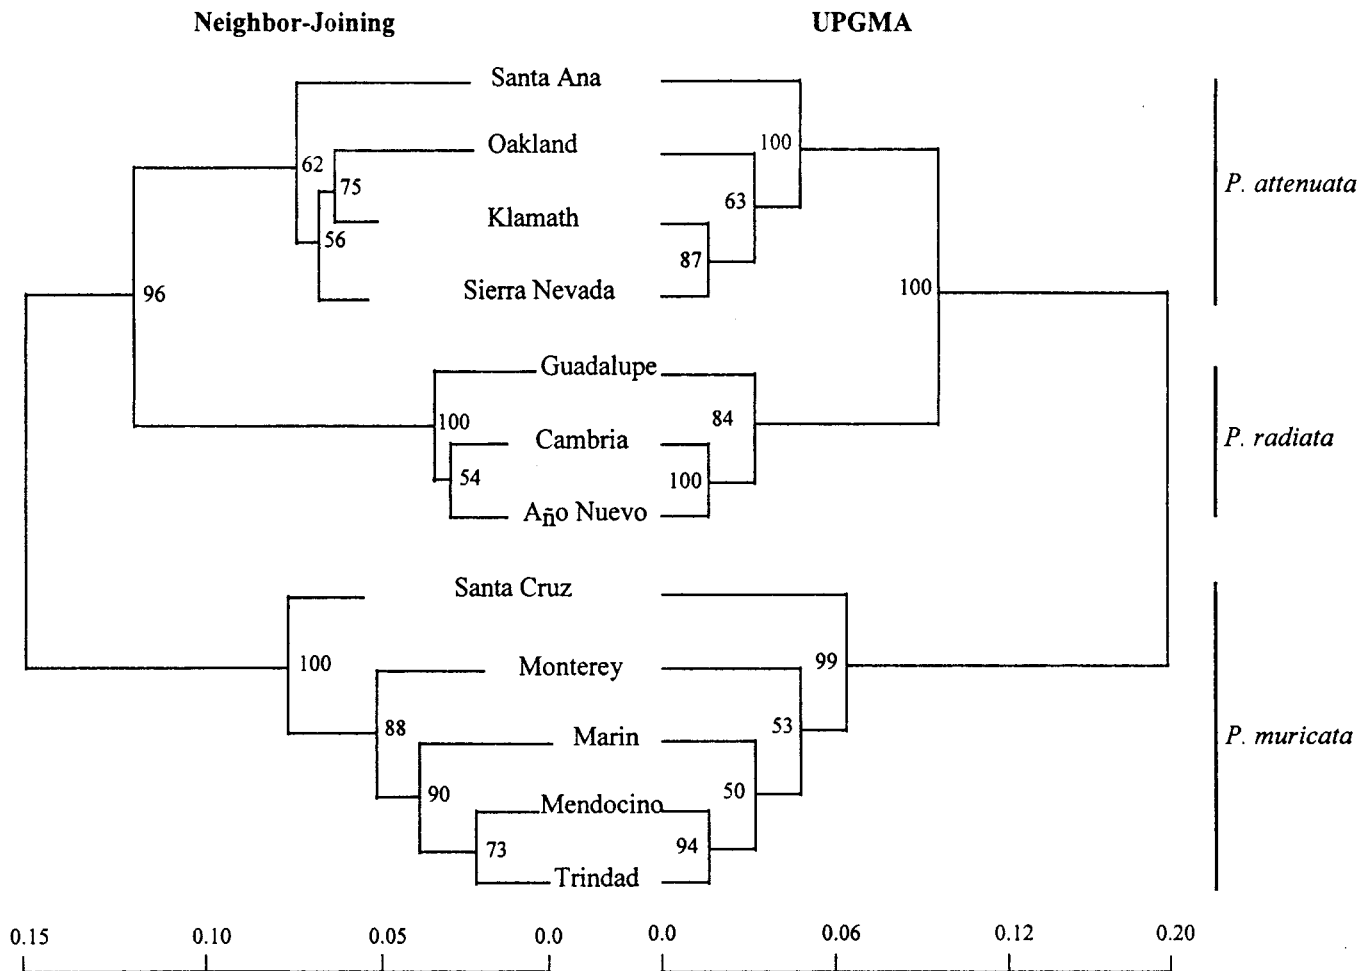 Neighbor-Joining UPGMA
Santa Ana
Oakland
100
62
75
P. attenuata
63
Klamath
56
87
Sierra Nevada
96
100
Guadalupe
100
84
Cambria
P. radiata
54
100
Año Nuevo
Santa Cruz
100
Monterey
99
88
53
Marin
P. muricata
90
50
Mendocino
73
94
Trindad
0.15 0.10 0.05 0.0 0.0 0.06 0.12 0.20